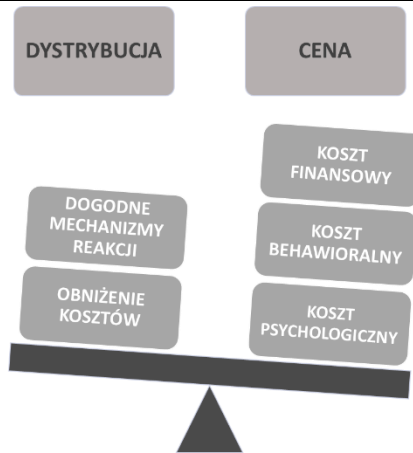 DYSTRYBUCJA
CENA
DOGODNE
MECHANIZMY
REAKCJI
OBNIŻENIE
KOSZTÓW
KOSZT
FINANSOWY
KOSZT
BEHAWIORALNY
KOSZT
PSYCHOLOGICZNY